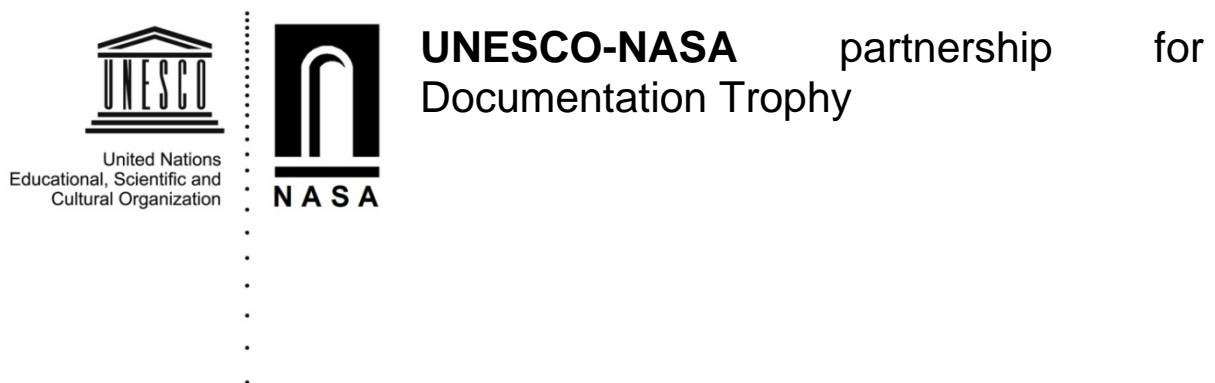 UNESCO
United Nations
Educational, Scientific and
Cultural Organization
NASA
UNESCO-NASA partnership for
Documentation Trophy